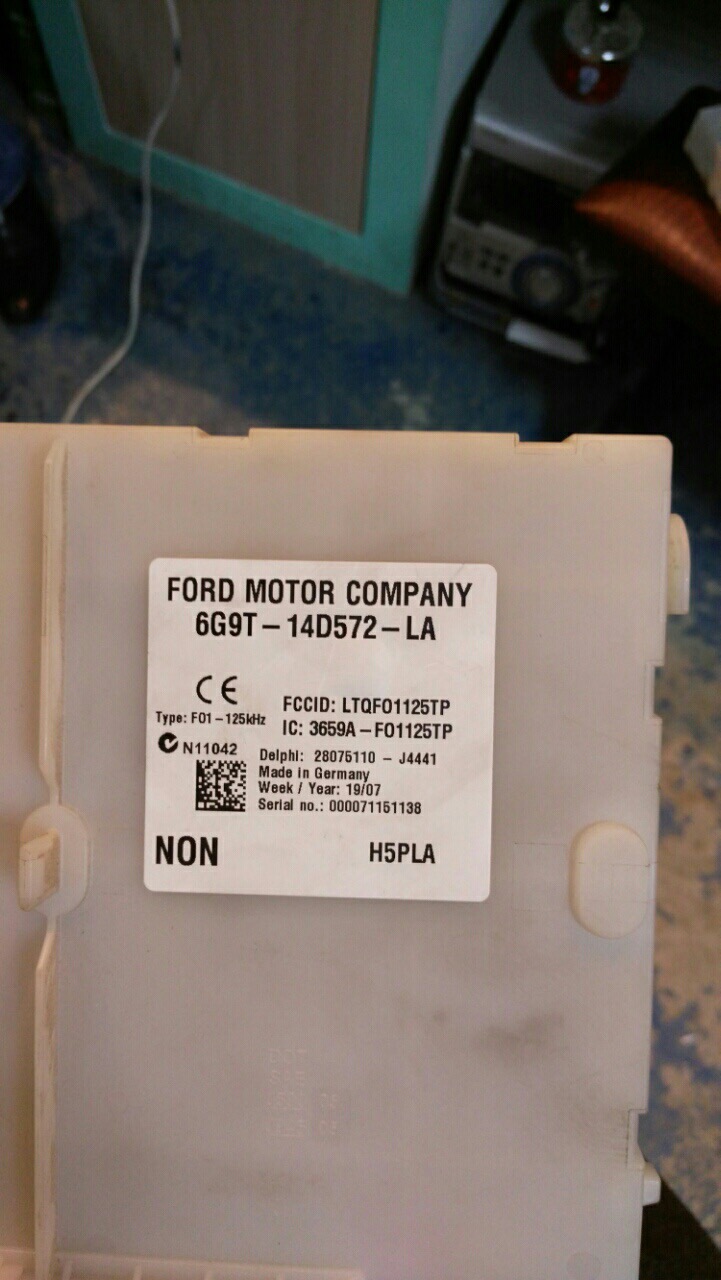 FORD MOTOR COMPANY
6G9T-14D572-LA
CE
Type: F01-125kHz
FCCID: LTQFO1125TP
IC: 3659A-FO1125TP
N11042
Delphi: 28075110 - J4441
Made in Germany
Week / Year: 19/07
Serial no.: 000071151138
NON
H5PLA